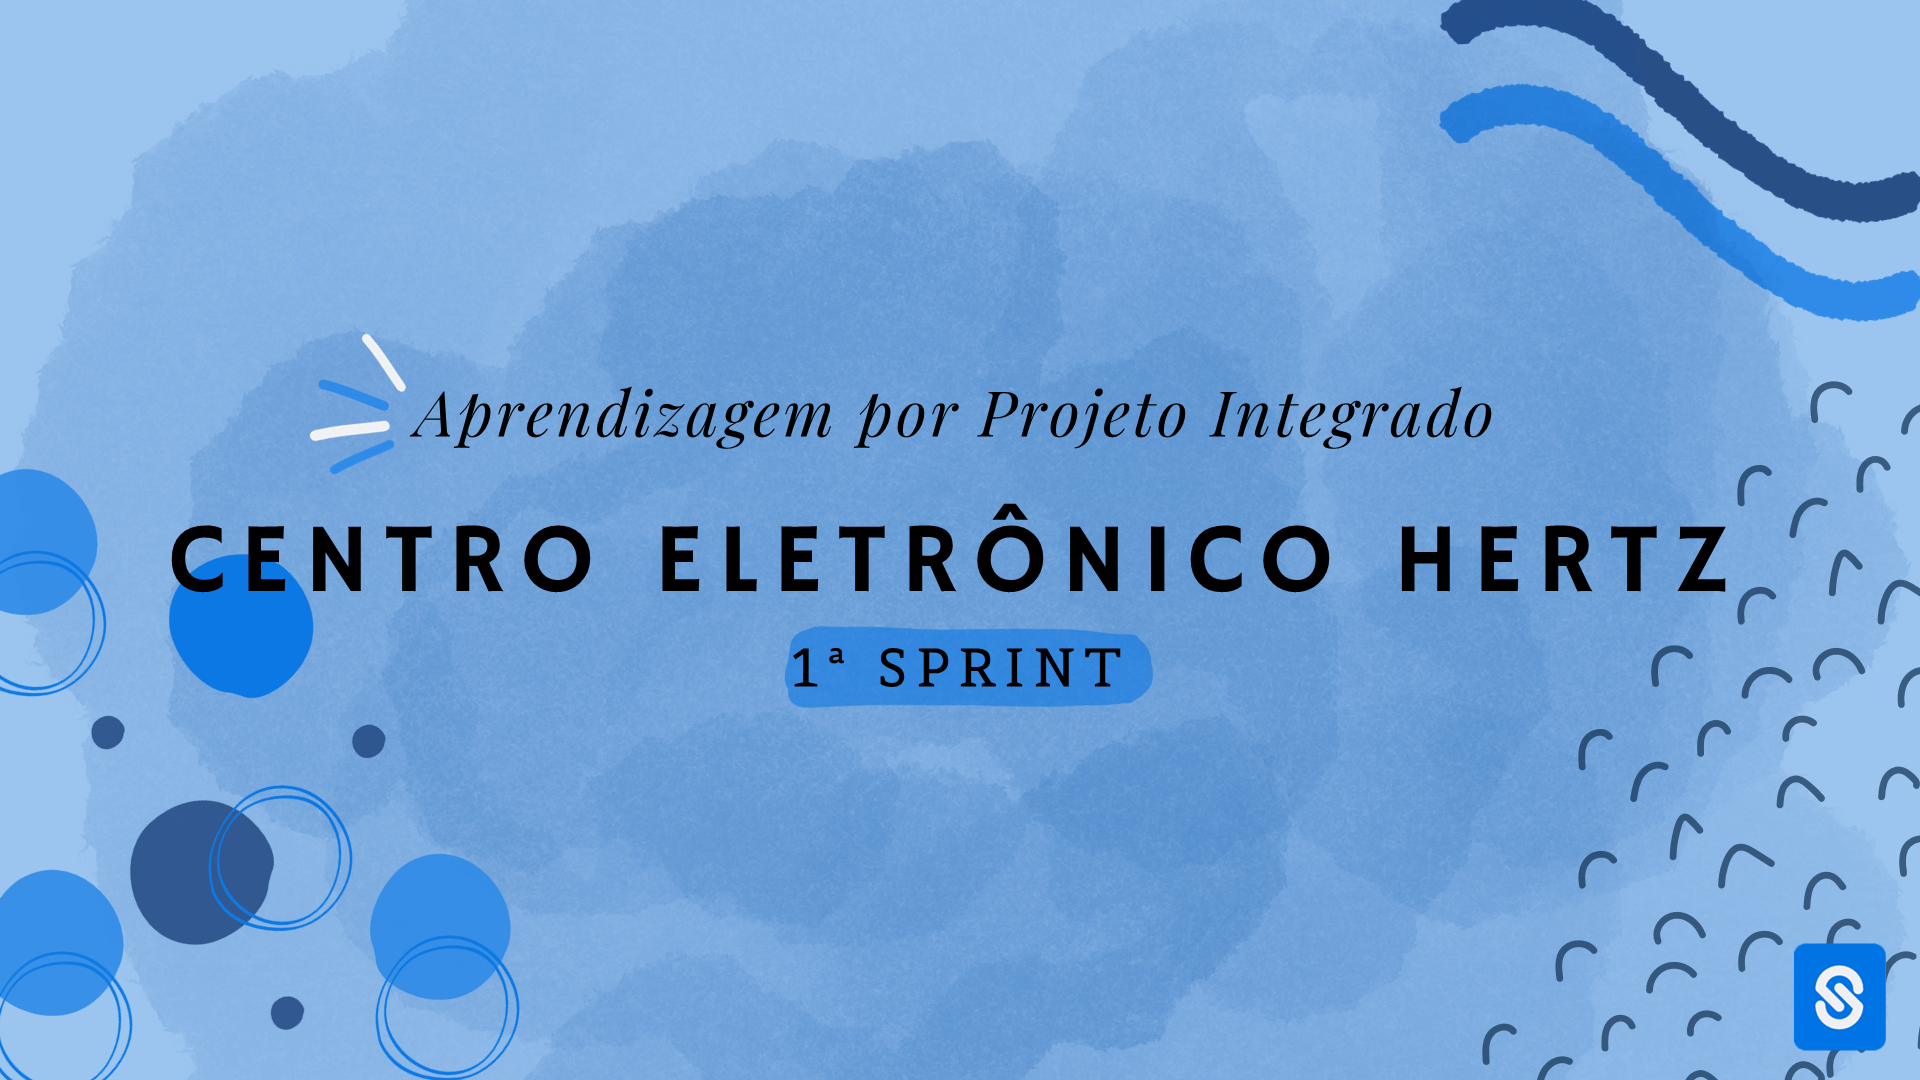 Aprendizagem por Projeto Integrado
CENTRO ELETRÔNICO HERTZ
1ª SPRINT